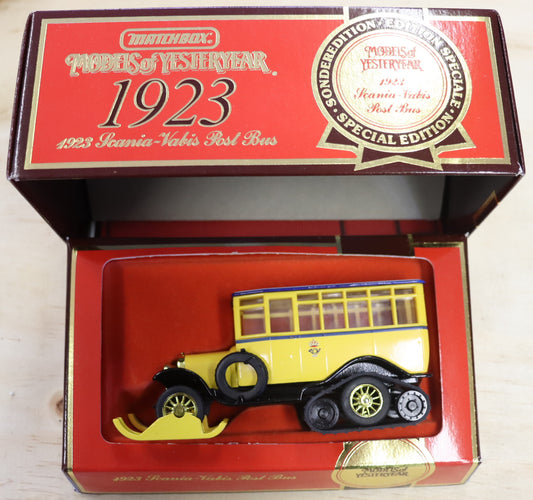 MATCHBOX
MODELS of YESTERYEAR
1923
1923 Scania-Vabis Post Bus
SONDEREDITION · EDITION SPECIALE · SPECIAL EDITION ·
MODELS of
YESTERYEAR
1923
Scania-Vabis
Post Bus
1923 Scania-Vabis Post Bus